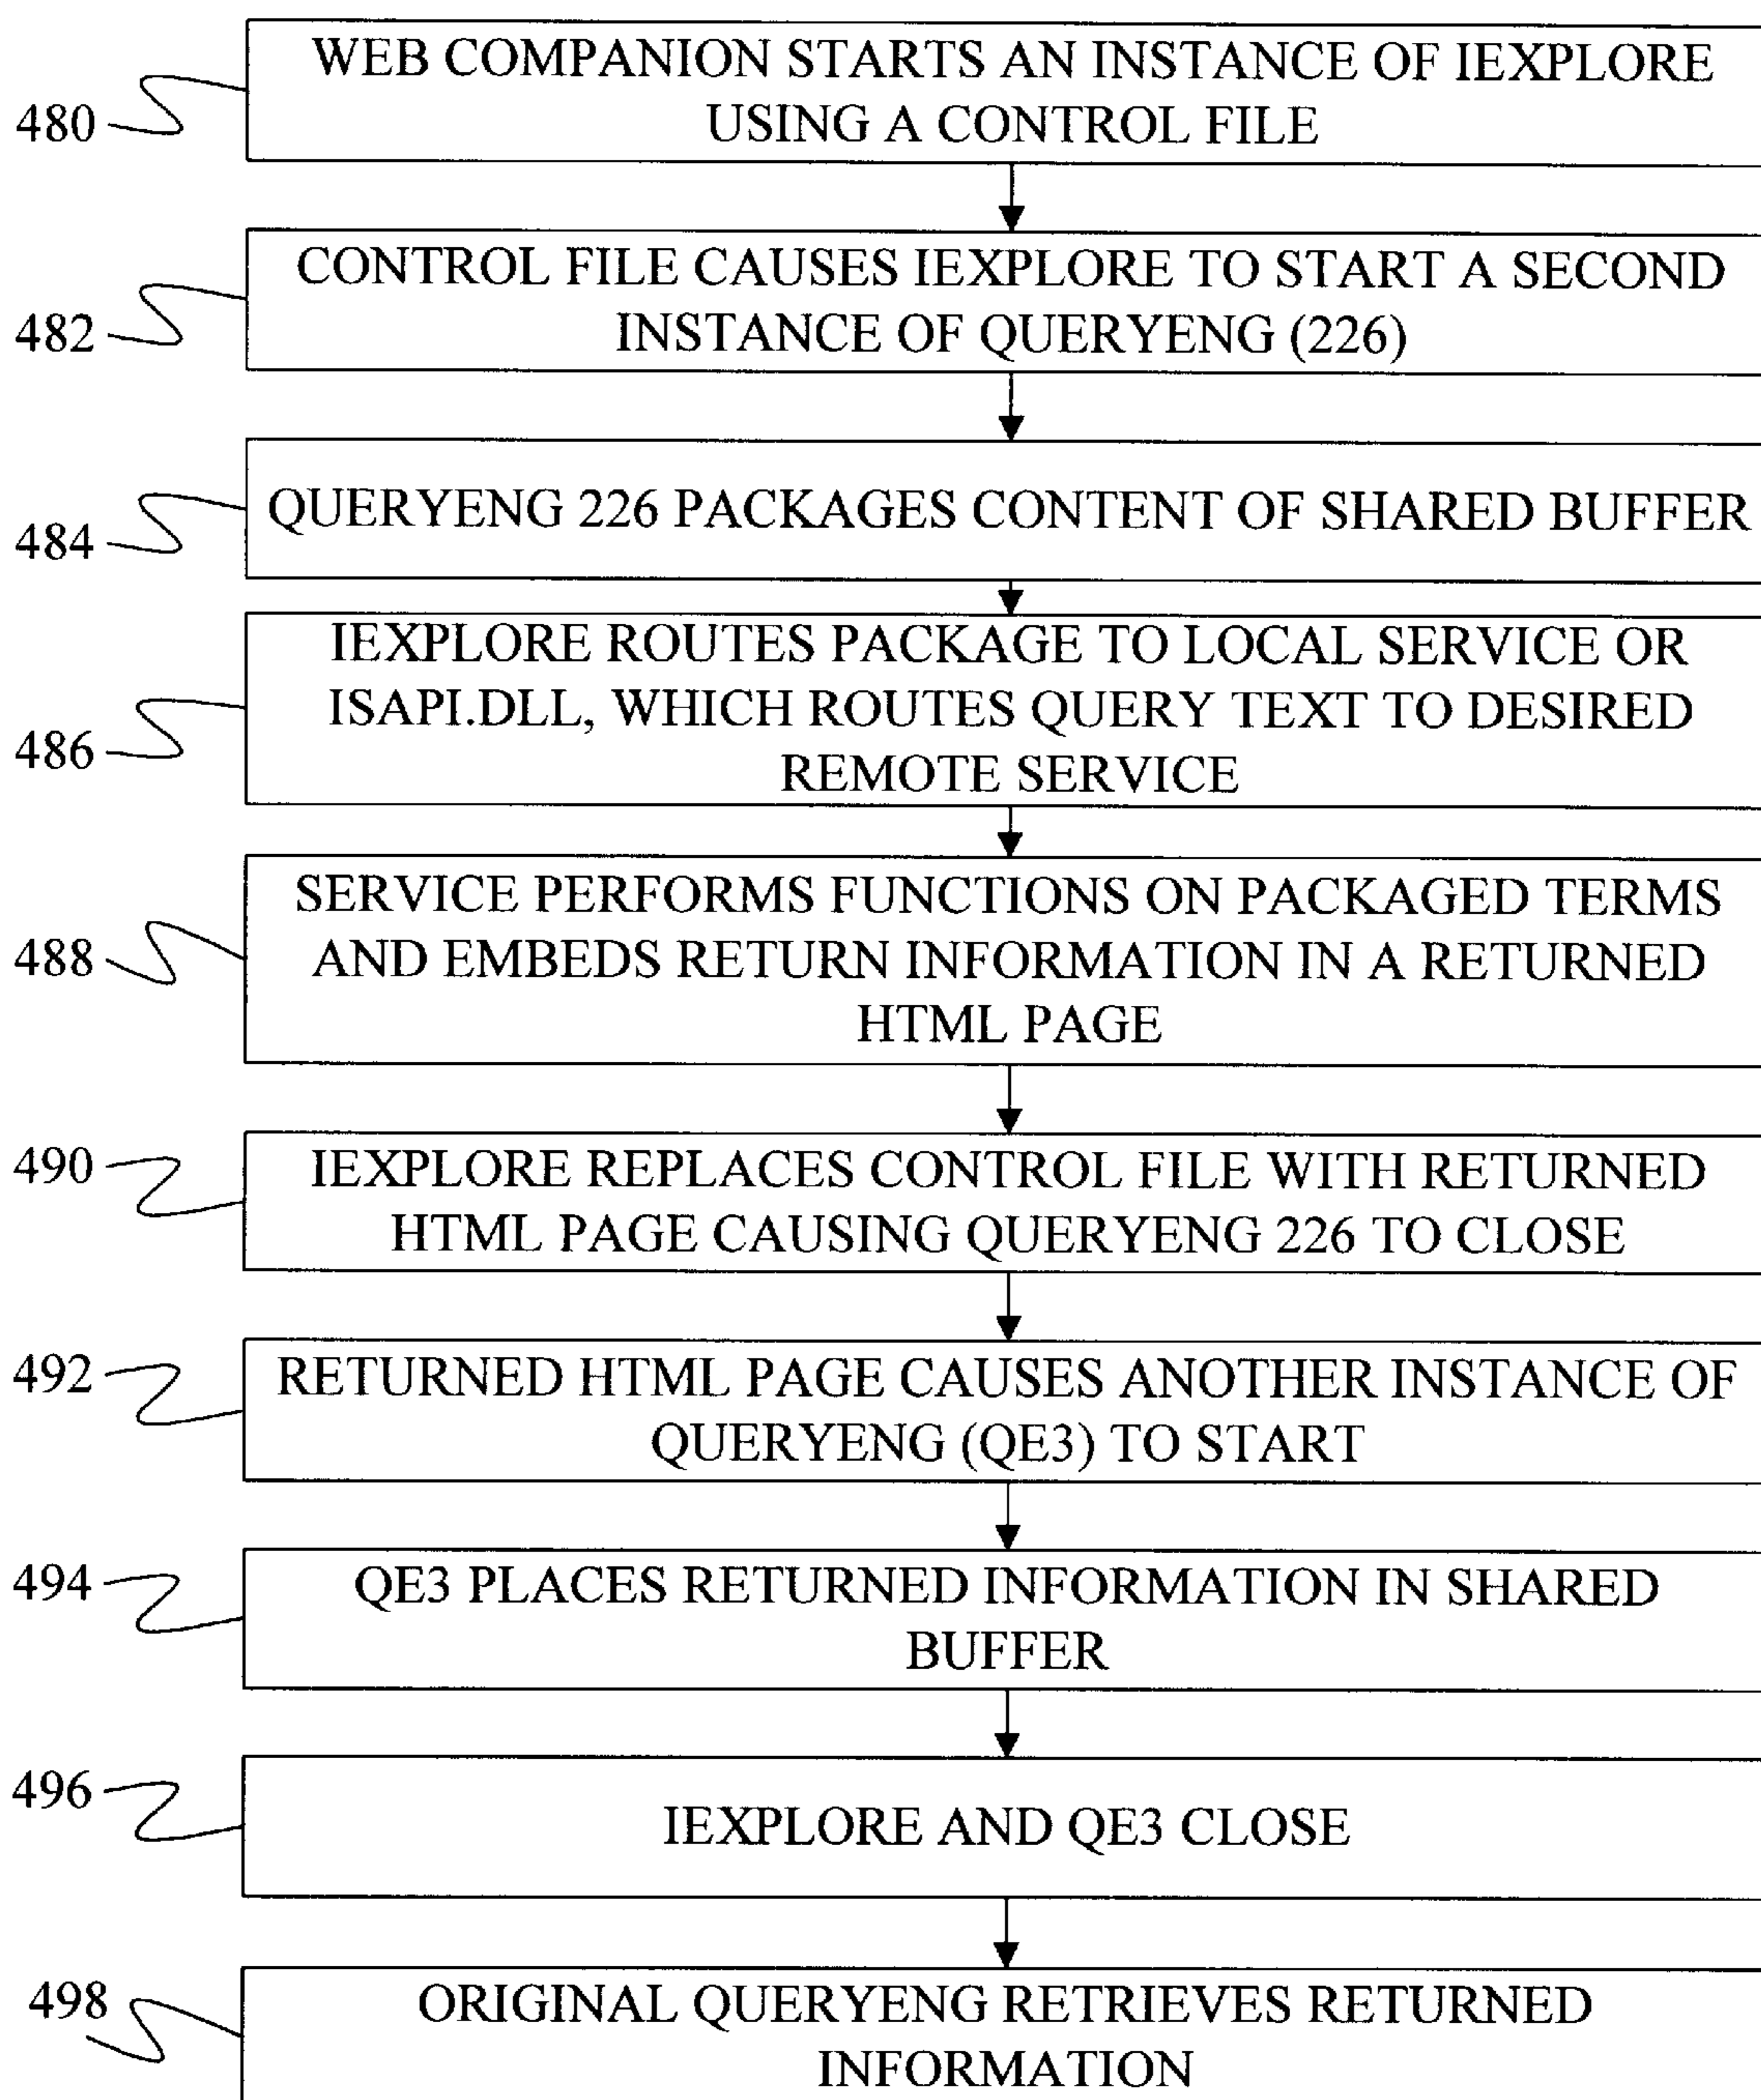 WEB COMPANION STARTS AN INSTANCE OF IEXPLORE
USING A CONTROL FILE
480
CONTROL FILE CAUSES IEXPLORE TO START A SECOND
INSTANCE OF QUERYENG (226)
482
QUERYENG 226 PACKAGES CONTENT OF SHARED BUFFER
484
IEXPLORE ROUTES PACKAGE TO LOCAL SERVICE OR
ISAPI.DLL, WHICH ROUTES QUERY TEXT TO DESIRED
REMOTE SERVICE
486
SERVICE PERFORMS FUNCTIONS ON PACKAGED TERMS
AND EMBEDS RETURN INFORMATION IN A RETURNED
HTML PAGE
488
490
IEXPLORE REPLACES CONTROL FILE WITH RETURNED
HTML PAGE CAUSING QUERYENG 226 TO CLOSE
492
RETURNED HTML PAGE CAUSES ANOTHER INSTANCE OF
QUERYENG (QE3) TO START
494
QE3 PLACES RETURNED INFORMATION IN SHARED
BUFFER
496
IEXPLORE AND QE3 CLOSE
498
ORIGINAL QUERYENG RETRIEVES RETURNED
INFORMATION